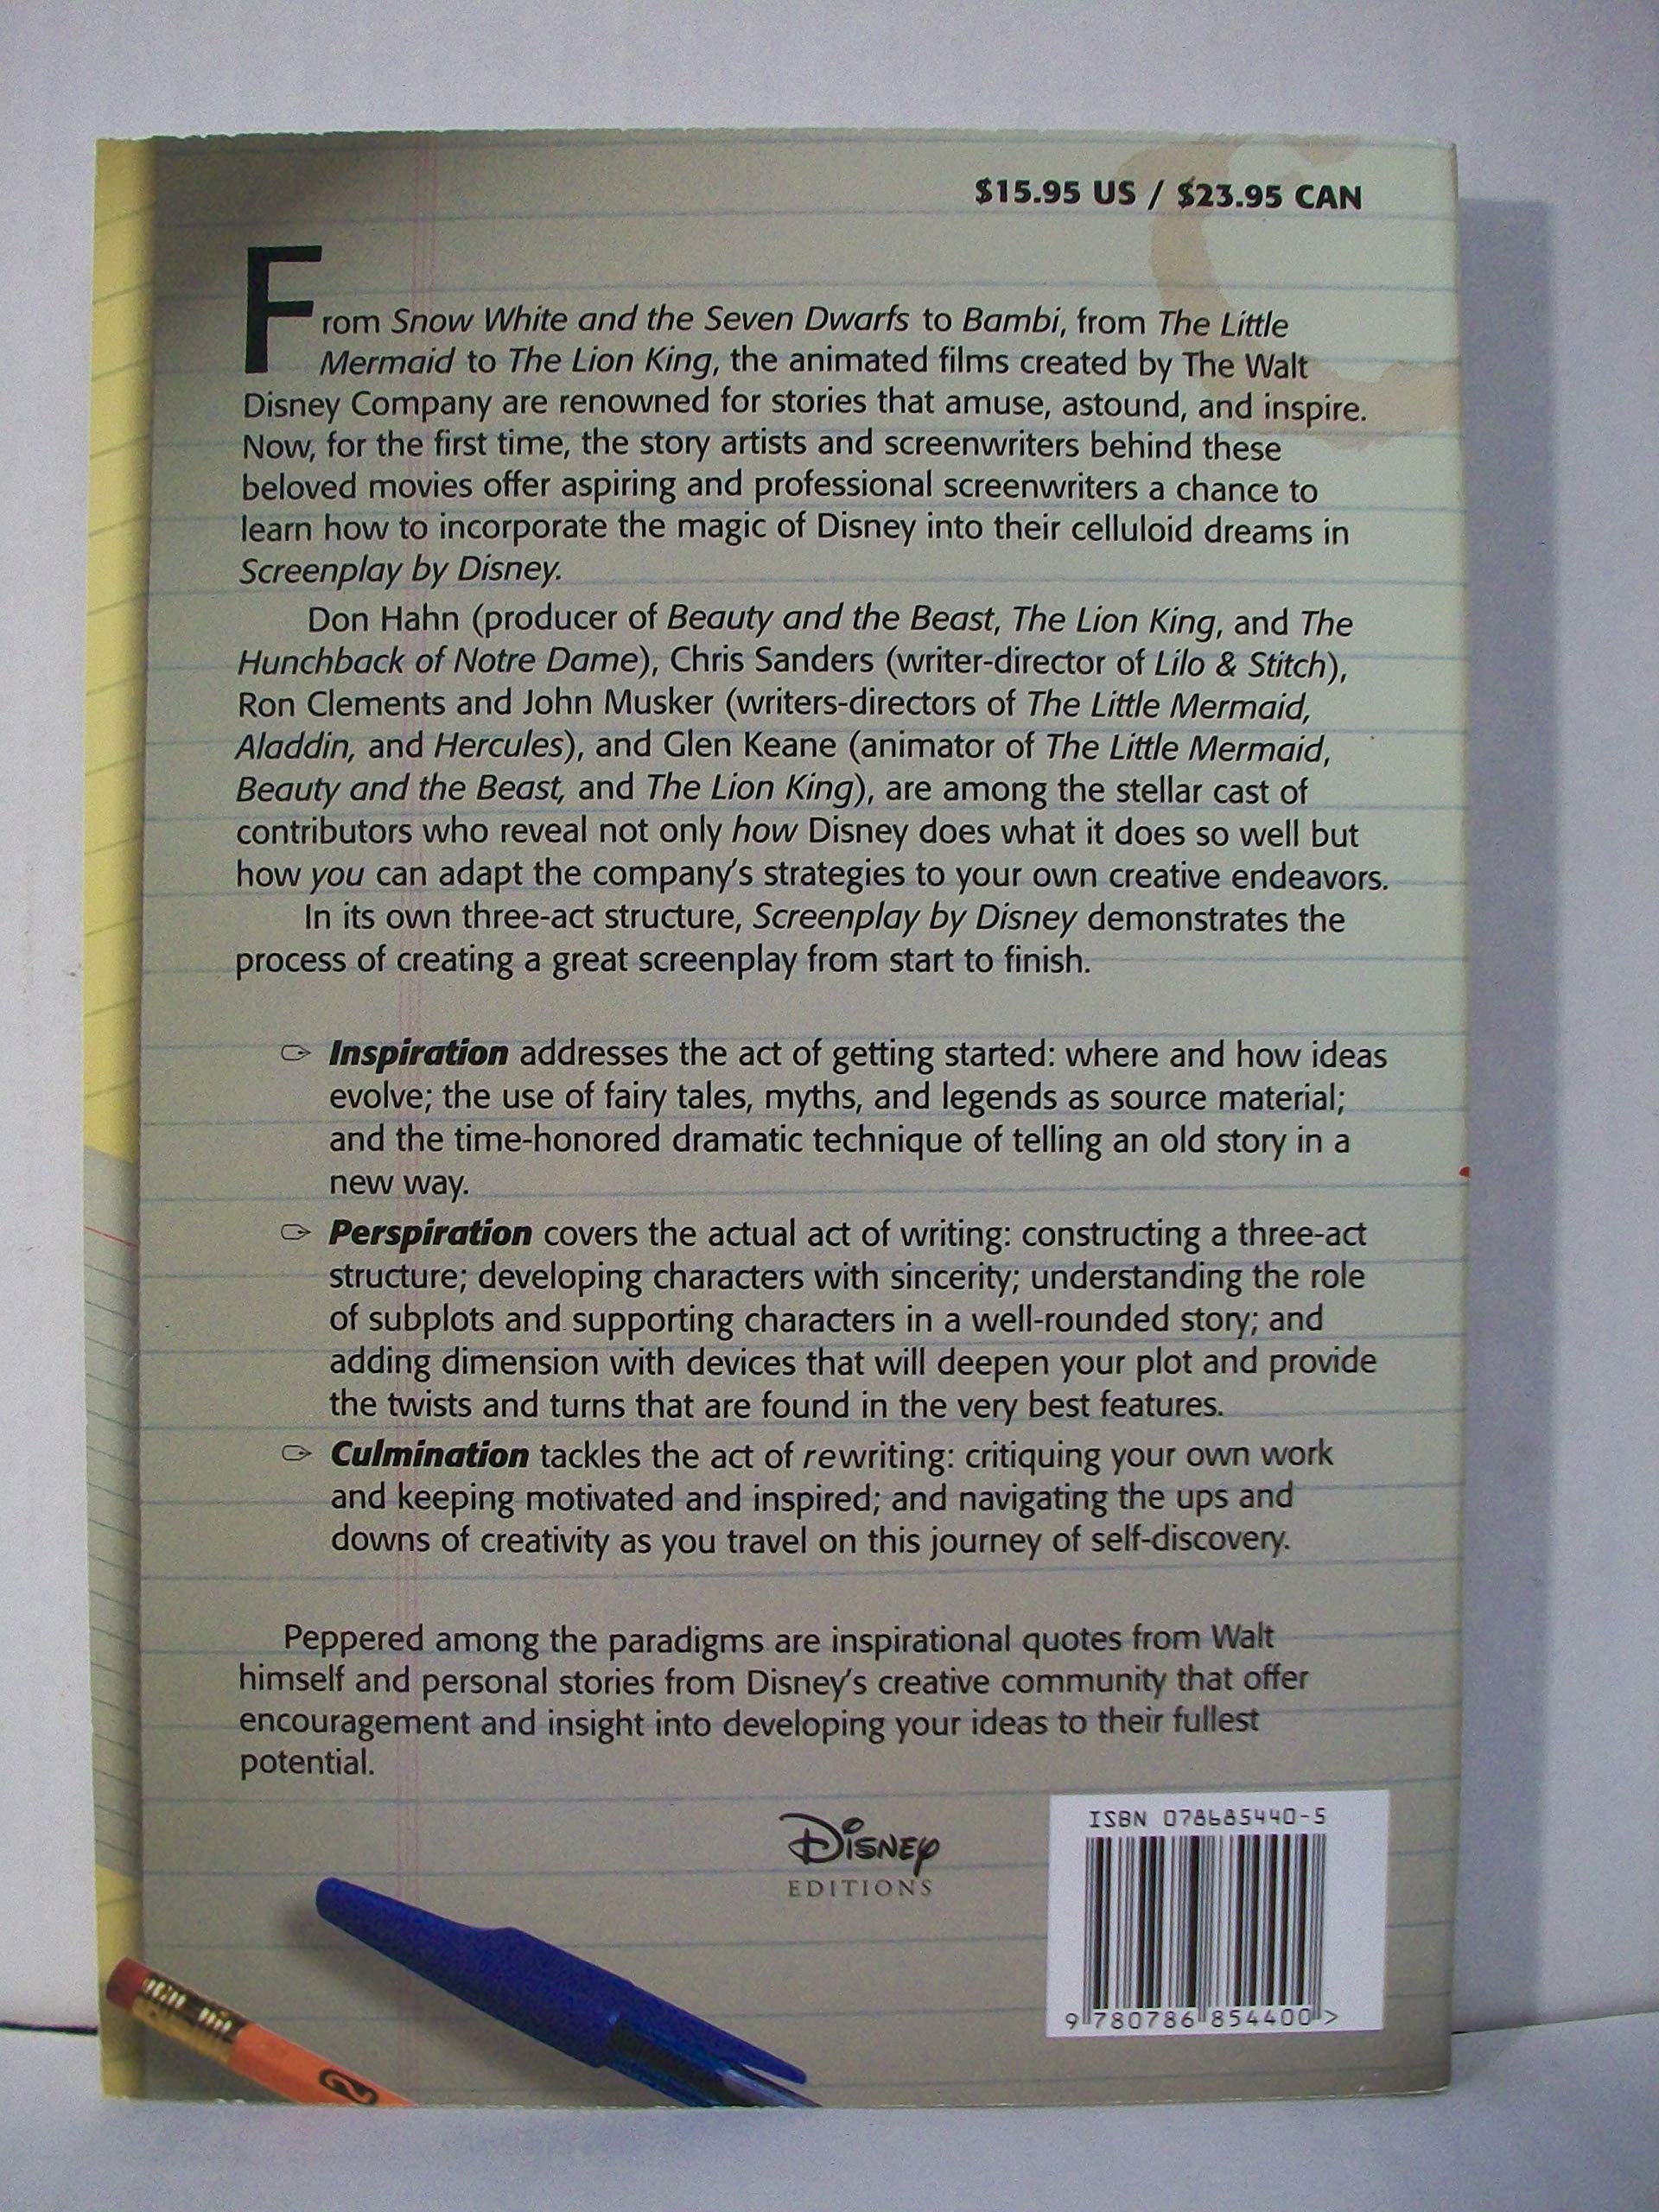 $15.95 US / $23.95 CAN
From Snow White and the Seven Dwarfs to Bambi, from The Little
Mermaid to The Lion King, the animated films created by The Walt
Disney Company are renowned for stories that amuse, astound, and inspire.
Now, for the first time, the story artists and screenwriters behind these
beloved movies offer aspiring and professional screenwriters a chance to
learn how to incorporate the magic of Disney into their celluloid dreams in
Screenplay by Disney.
Don Hahn (producer of Beauty and the Beast, The Lion King, and The
Hunchback of Notre Dame), Chris Sanders (writer-director of Lilo & Stitch),
Ron Clements and John Musker (writers-directors of The Little Mermaid,
Aladdin, and Hercules), and Glen Keane (animator of The Little Mermaid,
Beauty and the Beast, and The Lion King), are among the stellar cast of
contributors who reveal not only how Disney does what it does so well but
how you can adapt the company's strategies to your own creative endeavors.
In its own three-act structure, Screenplay by Disney demonstrates the
process of creating a great screenplay from start to finish.
Inspiration addresses the act of getting started: where and how ideas
evolve; the use of fairy tales, myths, and legends as source material;
and the time-honored dramatic technique of telling an old story in a
new way.
Perspiration covers the actual act of writing: constructing a three-act
structure; developing characters with sincerity; understanding the role
of subplots and supporting characters in a well-rounded story; and
adding dimension with devices that will deepen your plot and provide
the twists and turns that are found in the very best features.
Culmination tackles the act of rewriting: critiquing your own work
and keeping motivated and inspired; and navigating the ups and
downs of creativity as you travel on this journey of self-discovery.
Peppered among the paradigms are inspirational quotes from Walt
himself and personal stories from Disney's creative community that offer
encouragement and insight into developing your ideas to their fullest
potential.
Disney
EDITIONS
ISBN 078685440-5
9 780786 854400 >
2